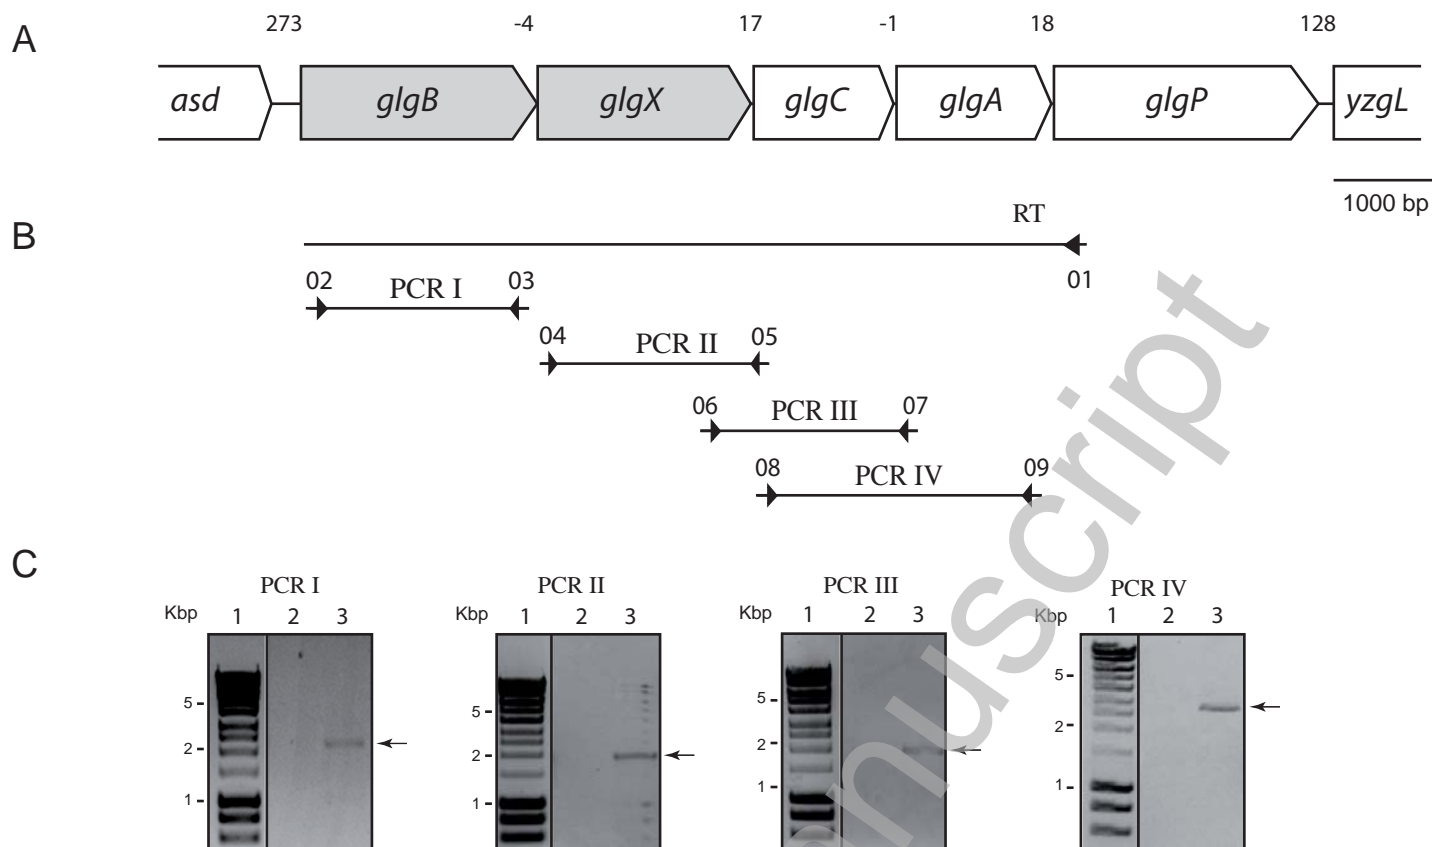 A
273 -4 17 -1 18 128
asd glgB glgX glgC glgA glgP yzgL
1000 bp
B
RT
01
02 PCR I 03
04 PCR II 05
06 PCR III 07
08 PCR IV 09
C
PCR I PCR II PCR III PCR IV
Kbp 1 2 3 Kbp 1 2 3 Kbp 1 2 3 Kbp 1 2 3
5 5 5 5
2 2 2 2
1 1 1 1
nuscript